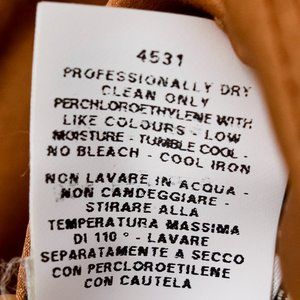 4531
PROFESSIONALLY DRY
CLEAN ONLY
PERCHLOROETHYLENE WITH
LIKE COLOURS - LOW
MOISTURE - TUMBLE COOL -
NO BLEACH - COOL IRON
NON LAVARE IN ACQUA -
NON CANDEGGIARE -
STIRARE ALLA
TEMPERATURA MASSIMA
DI 110° - LAVARE
SEPARATAMENTE A SECCO
CON PERCLOROETILENE
CON CAUTELA